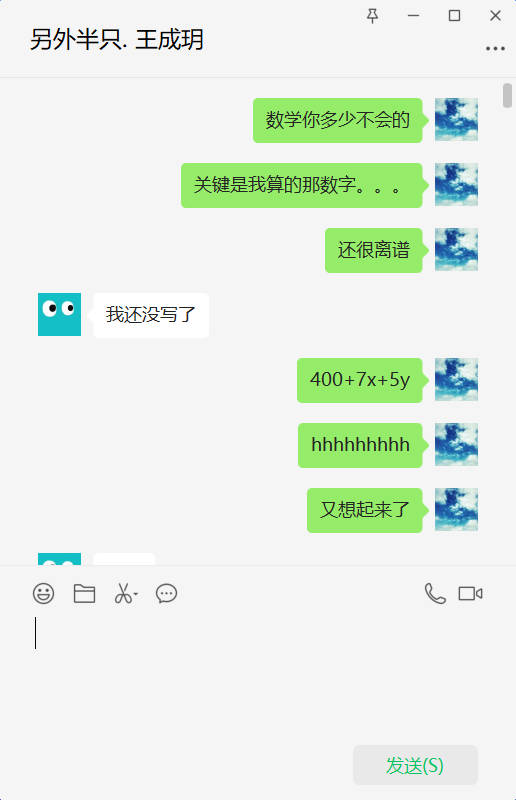 另外半只. 王成玥
数学你多少不会的
关键是我算的那数字。。。
还很离谱
我还没写了
400+7x+5y
hhhhhhhhh
又想起来了
发送(S)